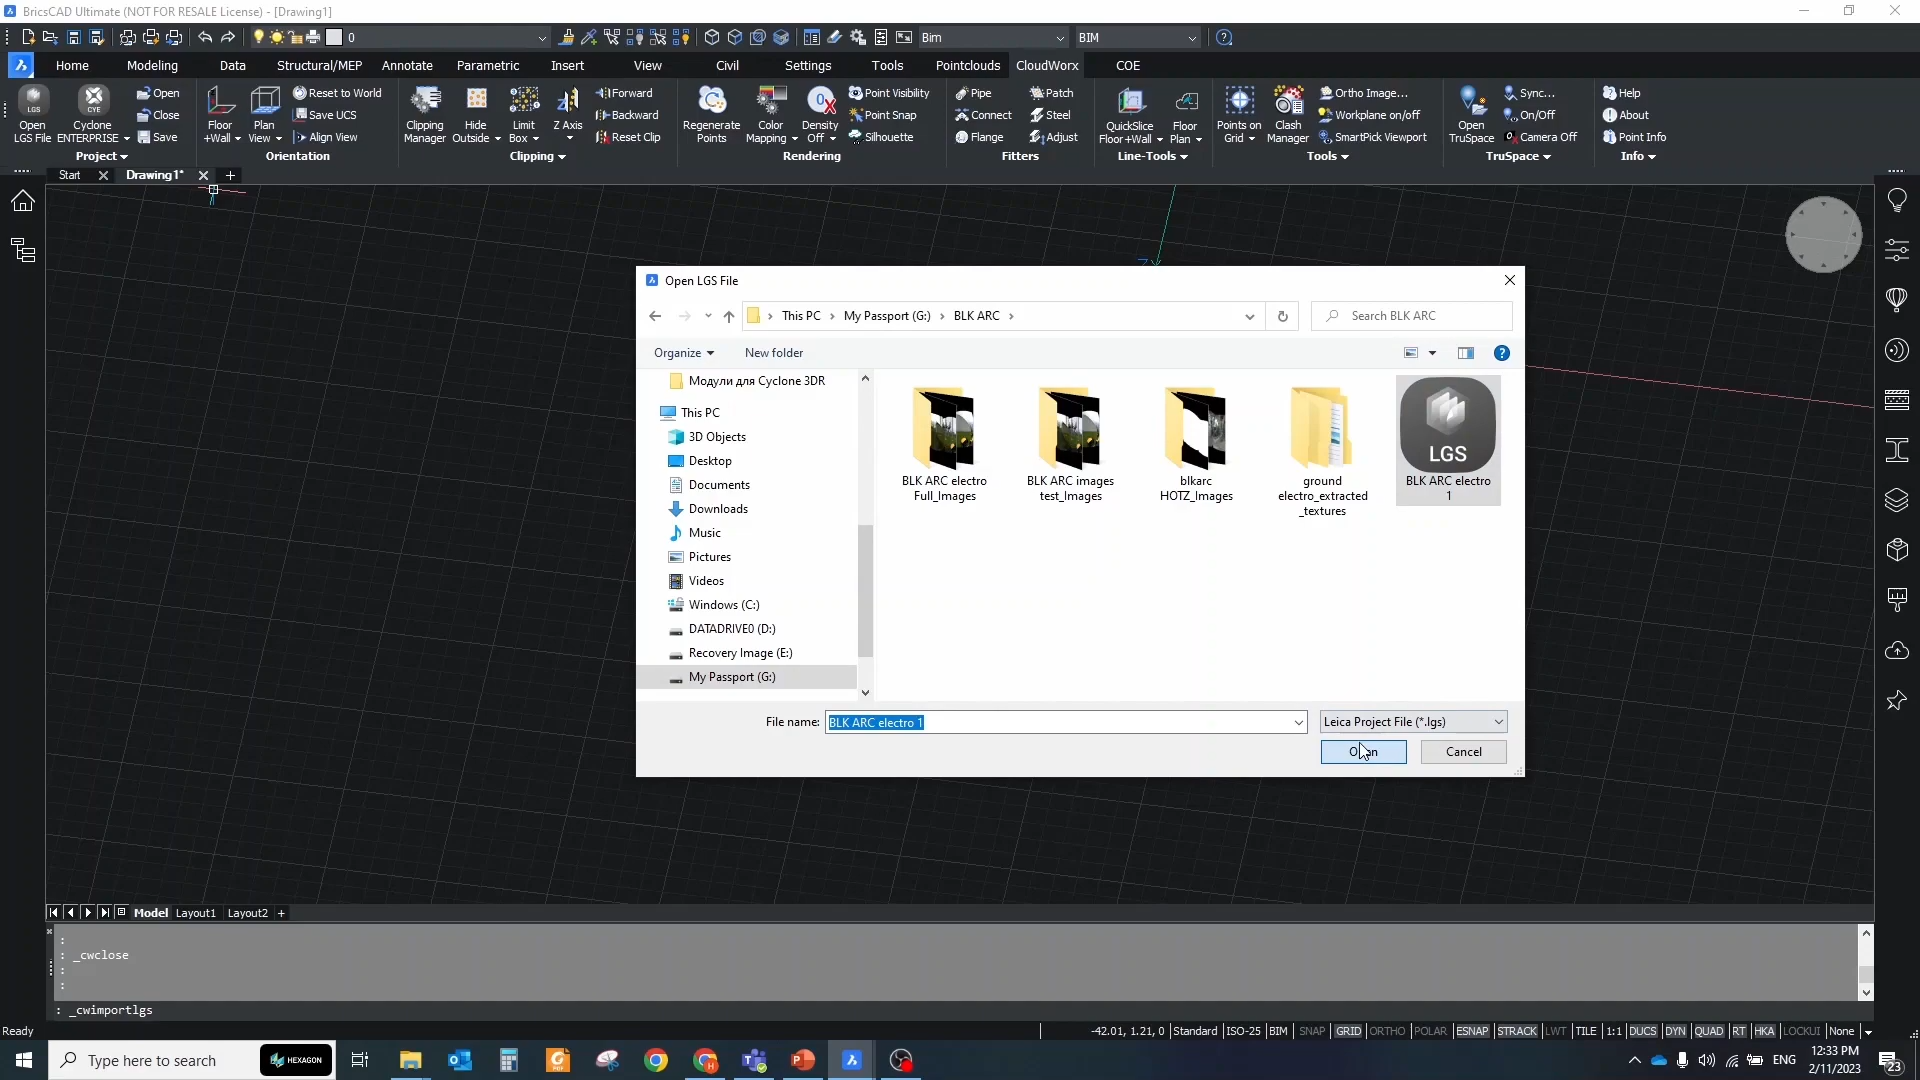 BricsCAD Ultimate (NOT FOR RESALE License) - [Drawing1]
0
Bim
BIM
Home
Modeling
Data
Structural/MEP
Annotate
Parametric
Insert
View
Civil
Settings
Tools
Pointclouds
CloudWorx
COE
LGS
Open
LGS File
CYE
Cyclone
ENTERPRISE
Open
Close
Save
Project
Floor
+Wall
Plan
View
Reset to World
Save UCS
Align View
Orientation
Clipping
Manager
Hide
Outside
Limit
Box
Z Axis
Forward
Backward
Reset Clip
Clipping
Regenerate
Points
Color
Mapping
Density
Off
Point Visibility
Point Snap
Silhouette
Rendering
Pipe
Connect
Flange
Patch
Steel
Adjust
Fitters
QuickSlice
Floor+Wall
Floor
Plan
Line-Tools
Points on
Grid
Clash
Manager
Ortho Image...
Workplane on/off
SmartPick Viewport
Tools
Open
TruSpace
Sync...
On/Off
Camera Off
TruSpace
Help
About
Point Info
Info
Start
Drawing1*
Open LGS File
This PC
My Passport (G:)
BLK ARC
Search BLK ARC
Organize
New folder
Модули для Cyclone 3DR
This PC
3D Objects
Desktop
Documents
Downloads
Music
Pictures
Videos
Windows (C:)
DATADRIVE0 (D:)
Recovery Image (E:)
My Passport (G:)
BLK ARC electro
Full_Images
BLK ARC images
test_Images
blkarc
HOTZ_Images
ground
electro_extracted
_textures
LGS
BLK ARC electro
1
File name:
BLK ARC electro 1
Leica Project File (*.lgs)
Cancel
Model
Layout1
Layout2
+
:
: _cwclose
:
:
: _cwimportlgs
Ready
-42.01, 1.21, 0
Standard
ISO-25
BIM
SNAP
GRID
ORTHO
POLAR
ESNAP
STRACK
LWT
TILE
1:1
DUCS
DYN
QUAD
RT
HKA
LOCKUI
None
Type here to search
HEXAGON
ENG
12:33 PM
2/11/2023
23